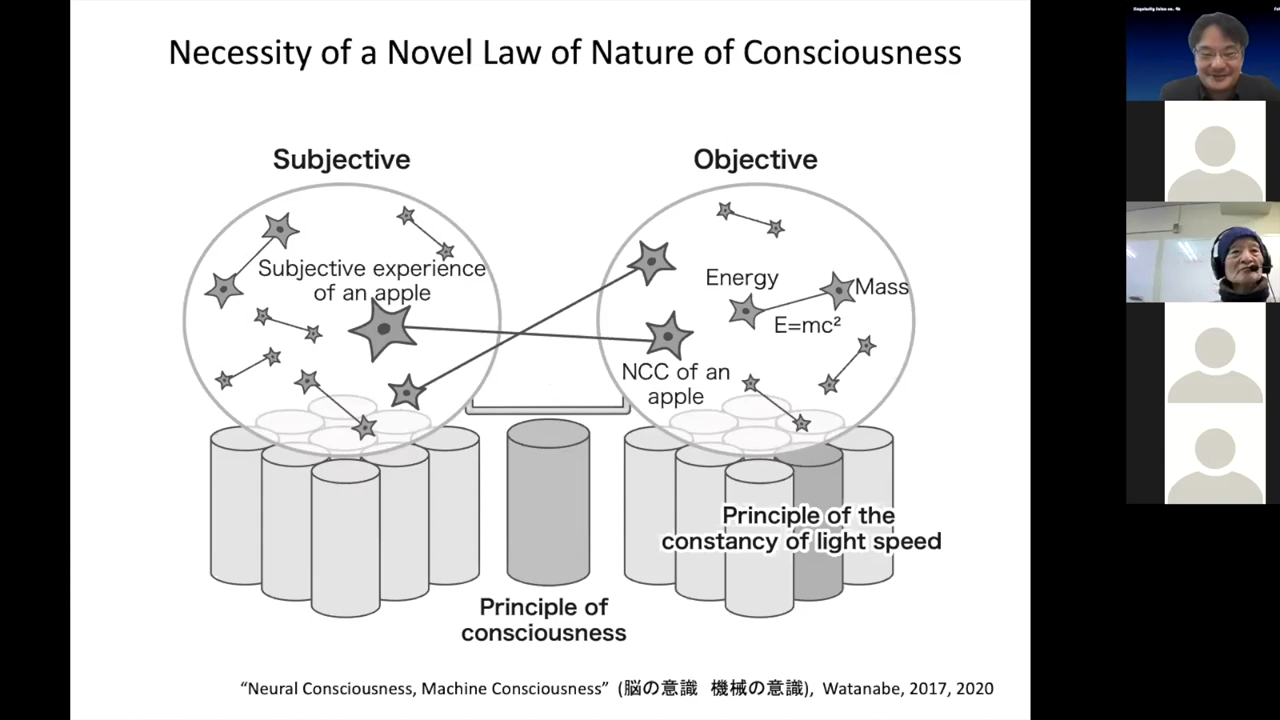 Necessity of a Novel Law of Nature of Consciousness
Subjective
Objective
Subjective experience
of an apple
Energy
Mass
E=mc²
NCC of an
apple
Principle of the
constancy of light speed
Principle of
consciousness
“Neural Consciousness, Machine Consciousness” (脳の意識 機械の意識), Watanabe, 2017, 2020